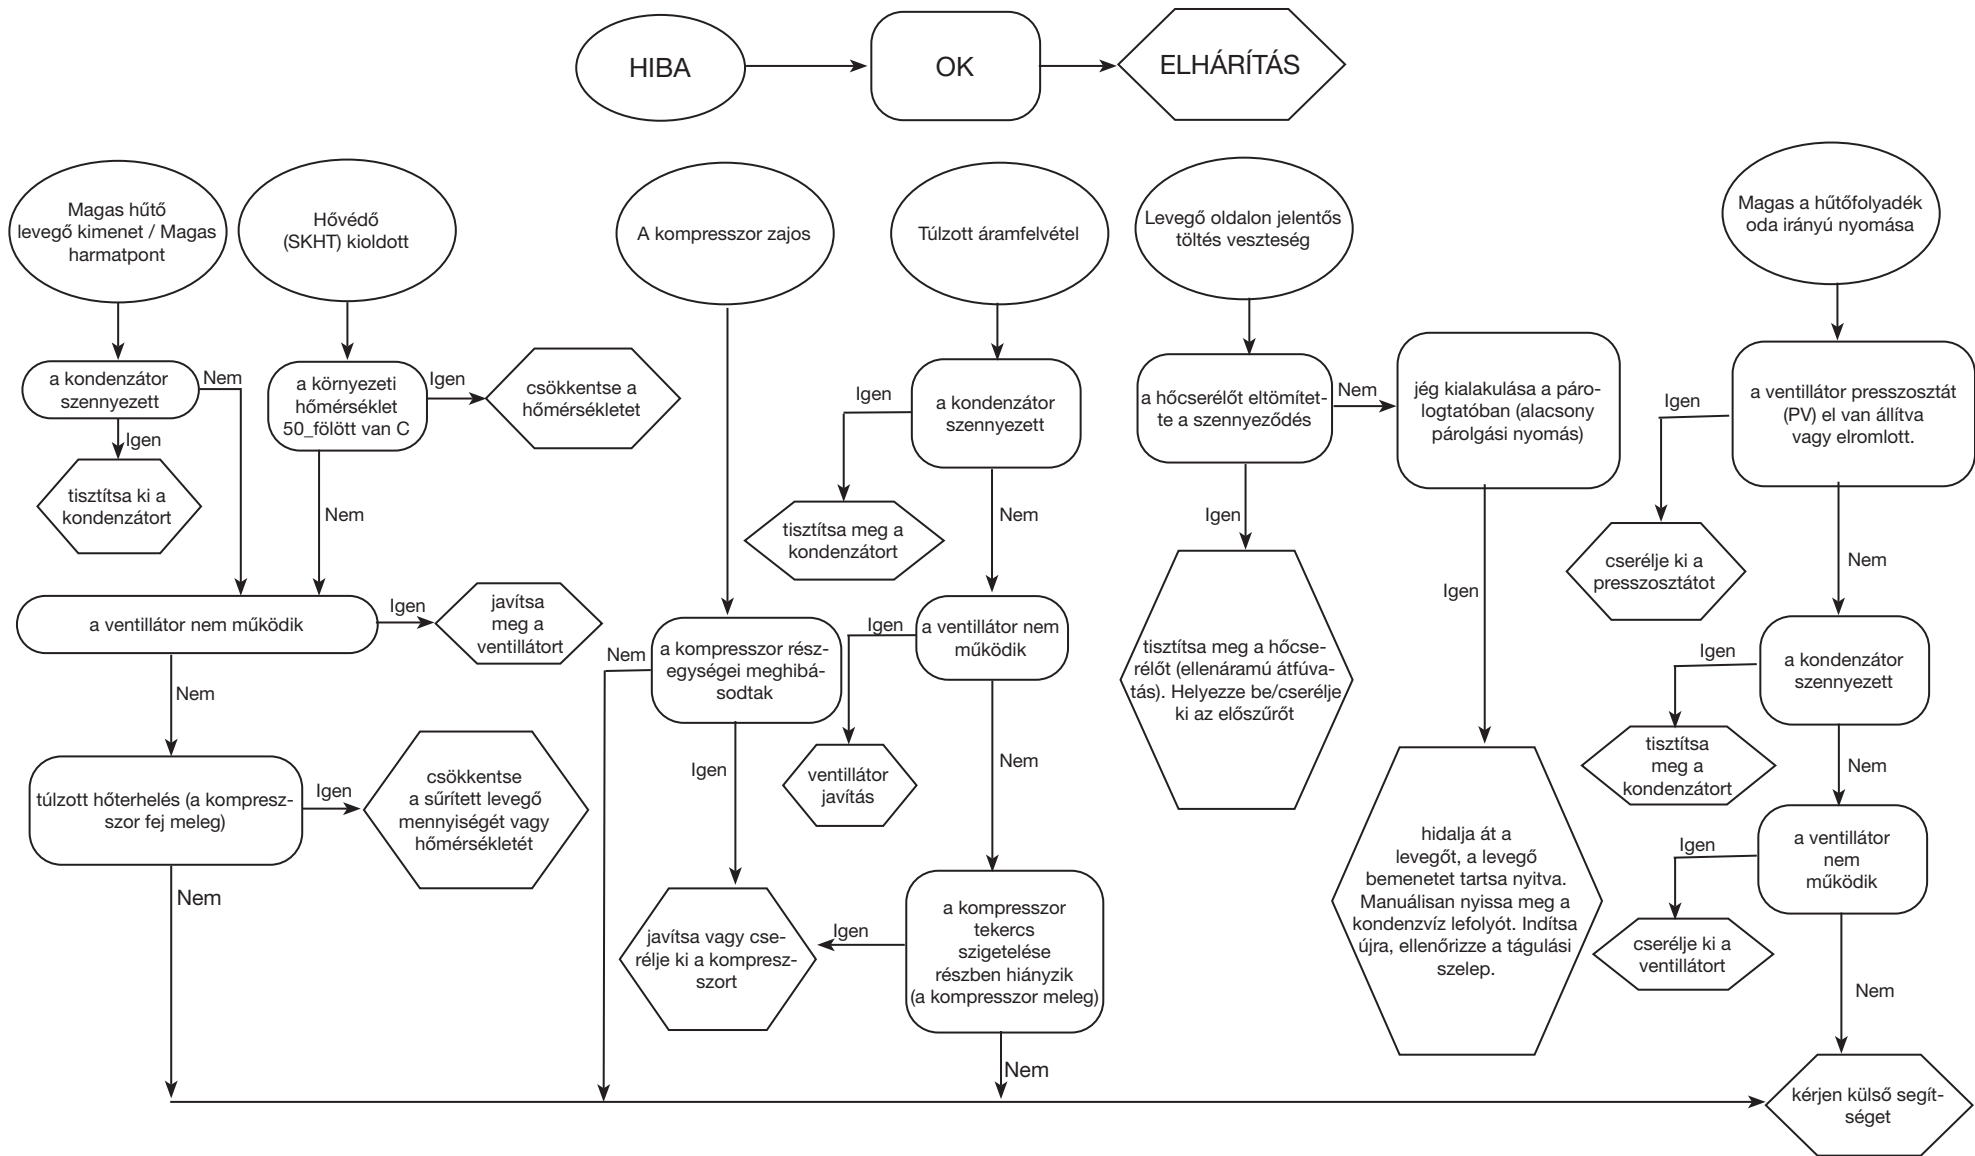 HIBA
OK
ELHÁRÍTÁS
Magas hűtő
levegő kimenet / Magas
harmatpont
Hővédő
(SKHT) kioldott
A kompresszor zajos
Túlzott áramfelvétel
Levegő oldalon jelentős
töltés veszteség
Magas a hűtőfolyadék
oda irányú nyomása
a kondenzátor
szennyezett
Nem
Igen
tisztítsa ki a
kondenzátort
a környezeti
hőmérséklet
50_fölött van C
Igen
csökkentse a
hőmérsékletet
Nem
a ventillátor nem működik
Igen
javítsa
meg a
ventillátort
Nem
túlzott hőterhelés (a kompresz-
szor fej meleg)
Igen
csökkentse
a sűrített levegő
mennyiségét vagy
hőmérsékletét
Nem
a kompresszor rész-
egységei meghibá-
sodtak
Nem
Igen
javítsa vagy cse-
rélje ki a kompresz-
szort
a kondenzátor
szennyezett
Igen
tisztítsa meg a
kondenzátort
Nem
a ventillátor nem
működik
Igen
ventillátor
javítás
Nem
a kompresszor
tekercs
szigetelése
részben hiányzik
(a kompresszor meleg)
Igen
Nem
a hőcserélőt eltömítet-
te a szennyeződés
Nem
Igen
tisztítsa meg a hőcse-
rélőt (ellenáramú átfúva-
tás). Helyezze be/cserélje
ki az előszűrőt
jég kialakulása a páro-
logtatóban (alacsony
párolgási nyomás)
Igen
hidalja át a
levegőt, a levegő
bemenetet tartsa nyitva.
Manuálisan nyissa meg a
kondenzvíz lefolyót. Indítsa
újra, ellenőrizze a tágulási
szelep.
a ventillátor presszosztát
(PV) el van állítva
vagy elromlott.
Igen
cserélje ki a
presszosztátot
Nem
a kondenzátor
szennyezett
Igen
tisztítsa
meg a
kondenzátort
Nem
a ventillátor
nem
működik
Igen
cserélje ki a
ventillátort
Nem
kérjen külső segít-
séget